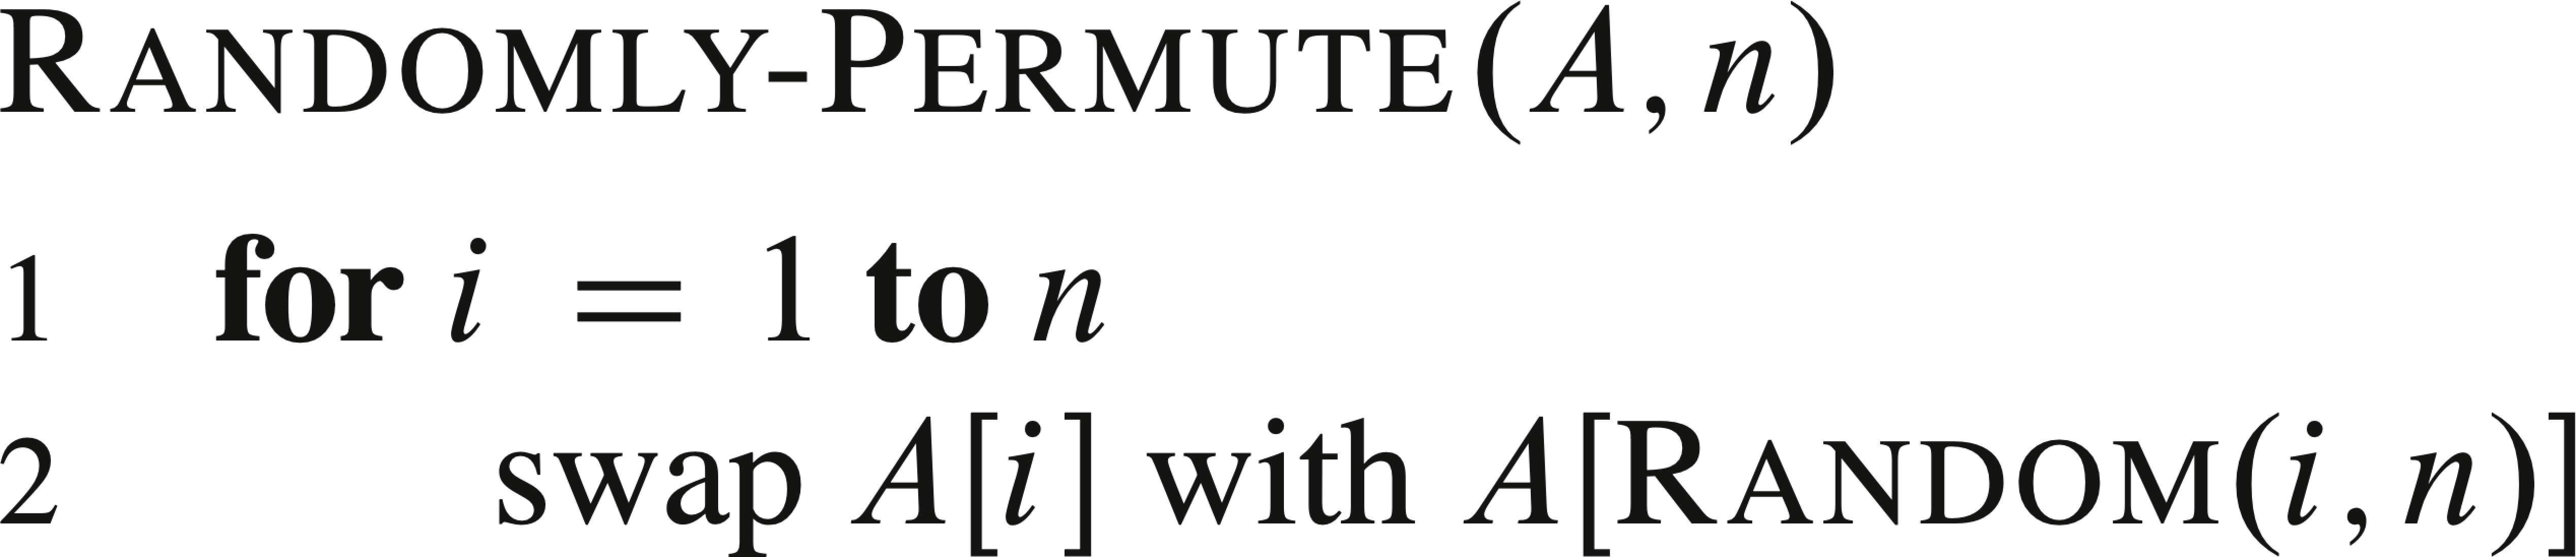 RANDOMLY-PERMUTE(A, n)
1 for i = 1 to n
2 swap A[i] with A[RANDOM(i, n)]